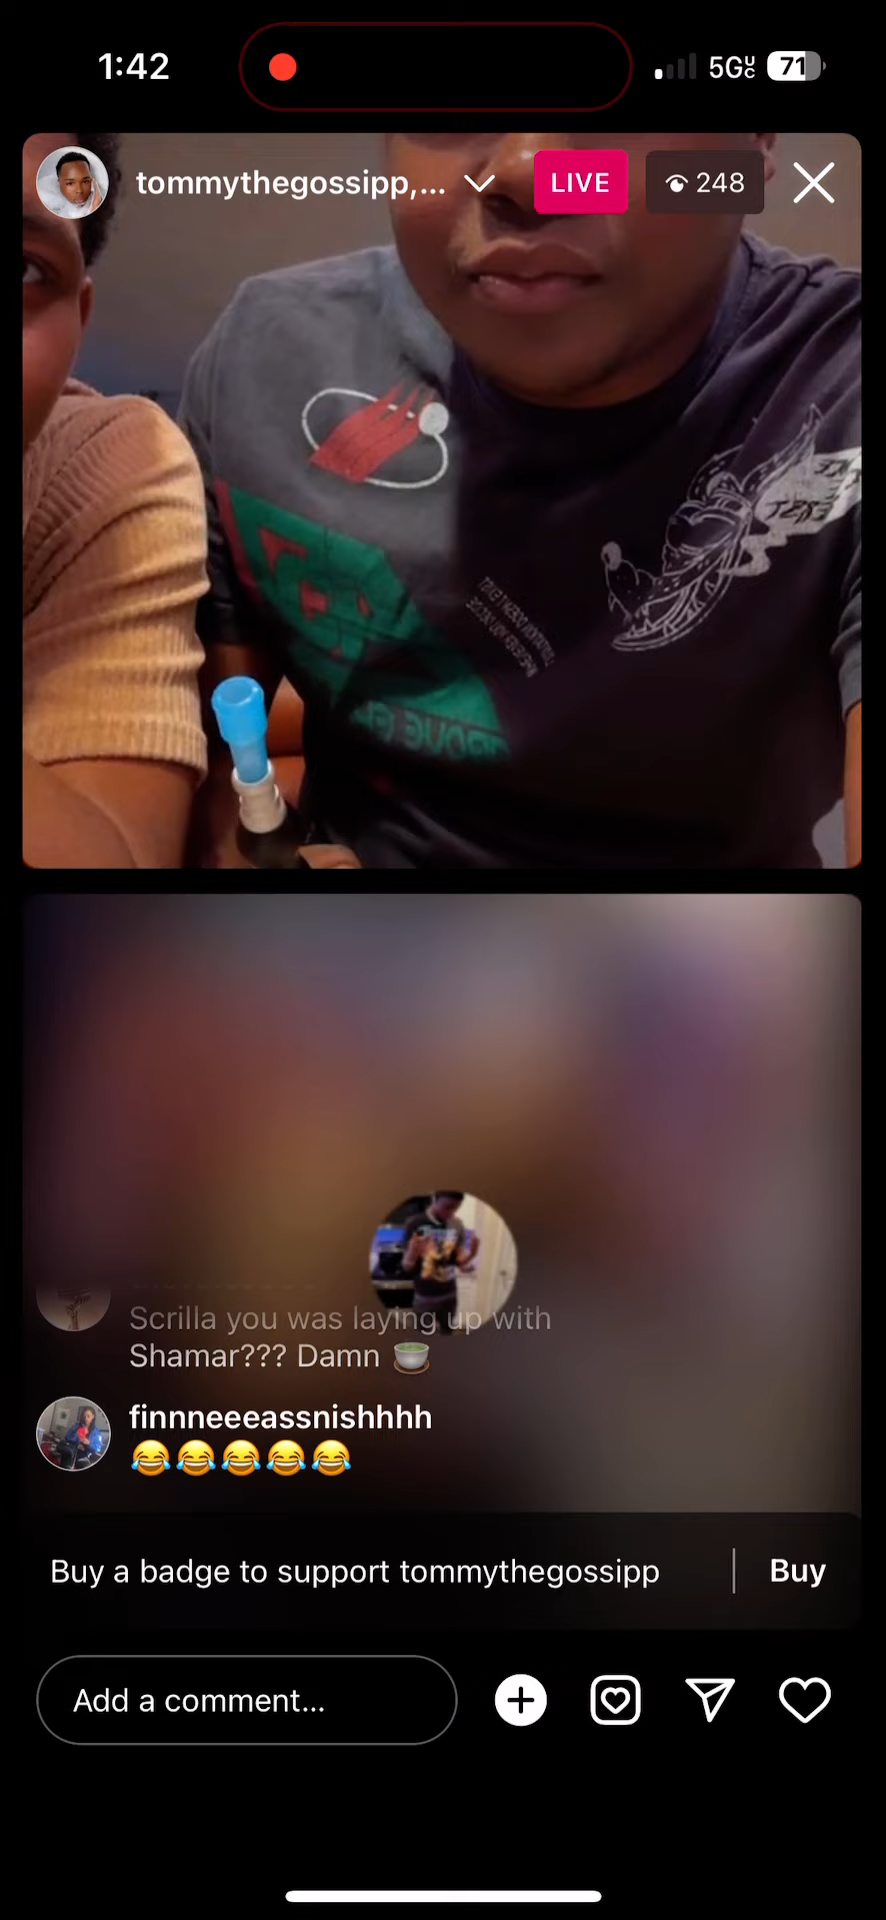 1:42
5GUC
71
tommythegossipp,...
LIVE
248
Scrilla you was laying up with
Shamar??? Damn 🍵
finnneeeassnishhhh
😂😂😂😂😂
Buy a badge to support tommythegossipp
Buy
Add a comment...